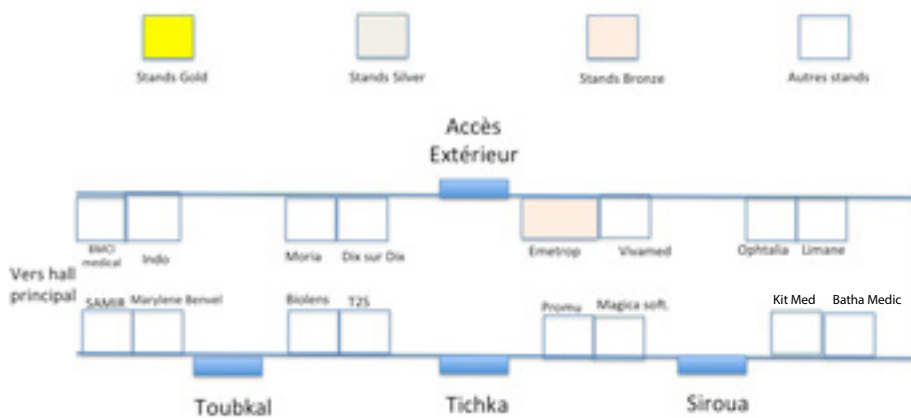 Stands Gold
Stands Silver
Stands Bronze
Autres stands
Accès
Extérieur
BMO
medical
Indo
Moria
Dix sur Dix
Emetrop
Vivamed
Ophtalia
Limane
Vers hall
principal
SAMIR
Marylene Benvel
Biolens
T2S
Promu
Magica soft.
Kit Med
Batha Medic
Toubkal
Tichka
Siroua